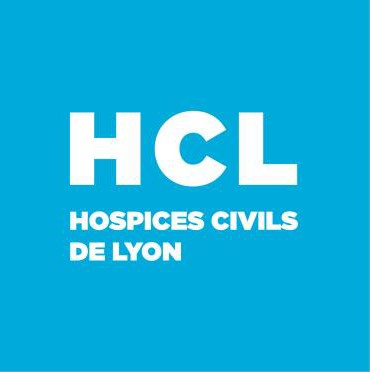 HCL
HOSPICES CIVILS
DE LYON